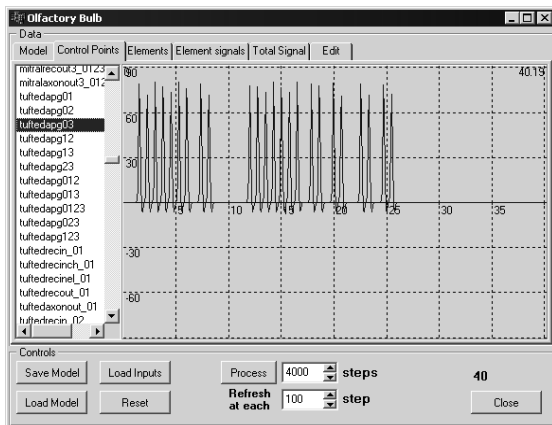 Olfactory Bulb
Data
Model Control Points Elements Element signals Total Signal Edit
mitralrecout3_0123
mitralaxonout3_012
tuftedapg01
tuftedapg02
tuftedapg03
tuftedapg12
tuftedapg13
tuftedapg23
tuftedapg012
tuftedapg013
tuftedapg0123
tuftedapg023
tuftedapg123
tuftedrecin_01
tuftedrecinch_01
tuftedrecinel_01
tuftedrecout_01
tuftedaxonout_01
tuftedrecin_02
90 40.19
60
30
5 10 15 20 25 30 35
-30
-60
Controls
Save Model Load Inputs Process 4000 steps 40
Load Model Reset Refresh at each 100 step Close